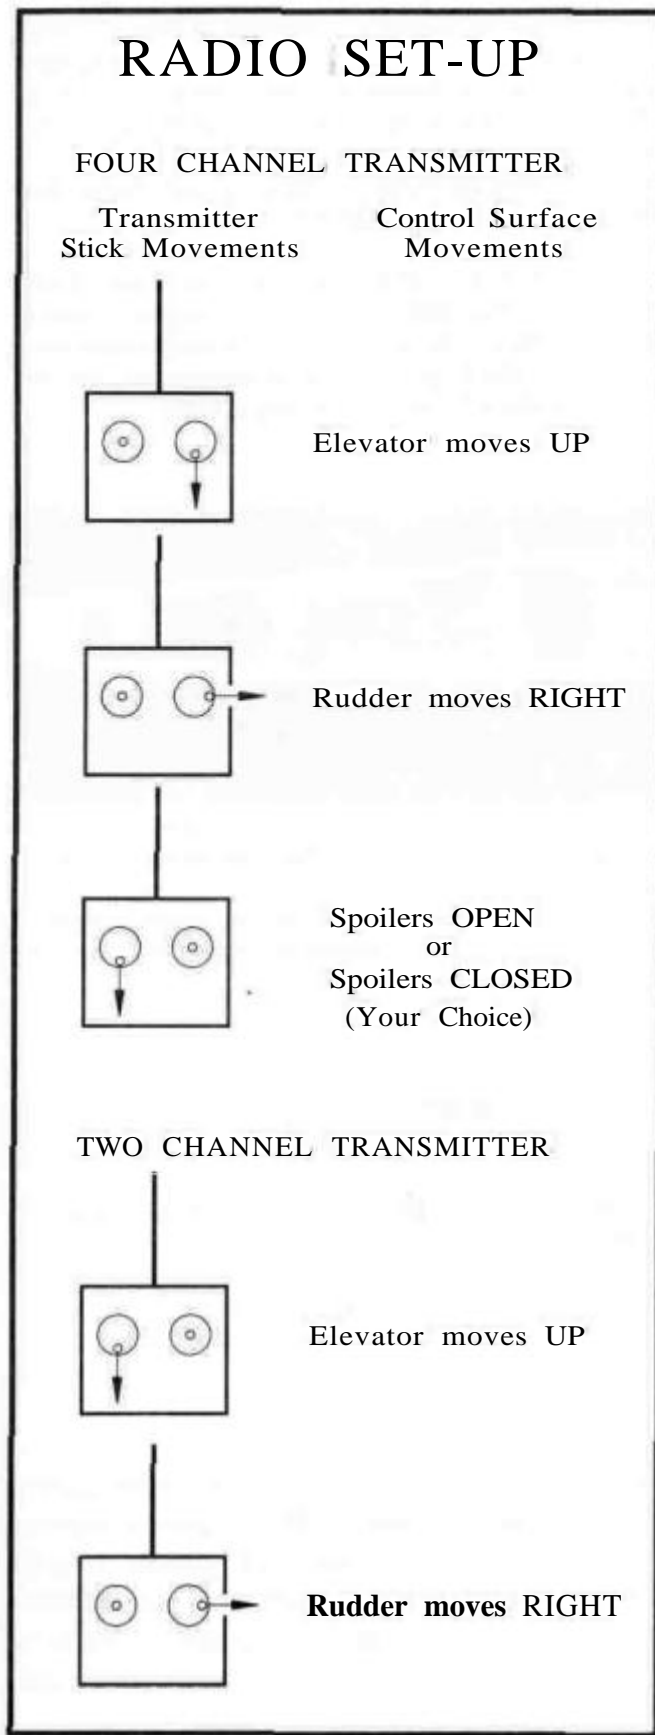 RADIO SET-UP
FOUR CHANNEL TRANSMITTER
Transmitter
Stick Movements
Control Surface
Movements
Elevator moves UP
Rudder moves RIGHT
Spoilers OPEN
or
Spoilers CLOSED
(Your Choice)
TWO CHANNEL TRANSMITTER
Elevator moves UP
Rudder moves RIGHT